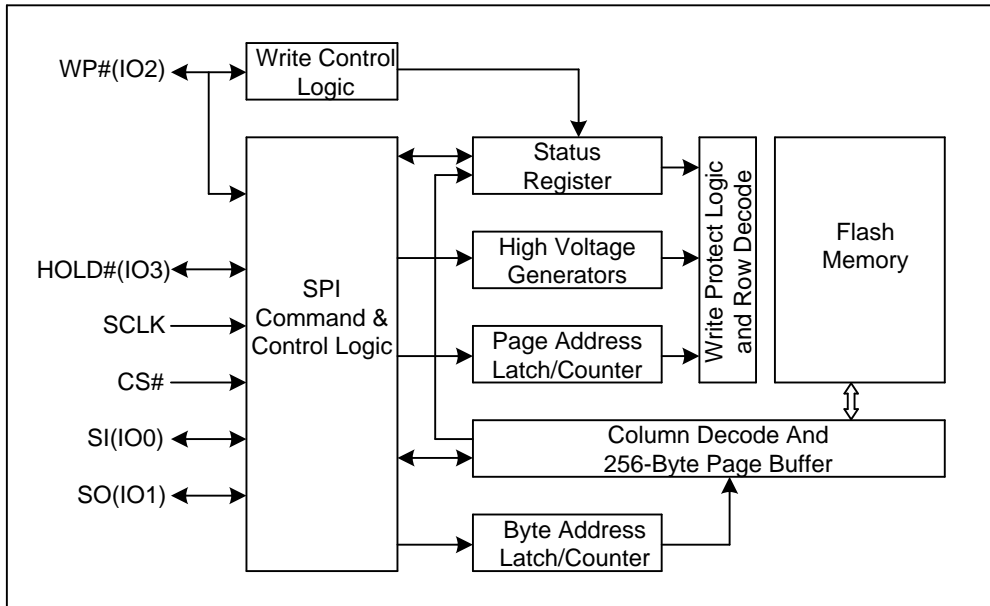 WP#(IO2)
Write Control
Logic
HOLD#(IO3)
SCLK
CS#
SI(IO0)
SO(IO1)
SPI
Command &
Control Logic
Status
Register
High Voltage
Generators
Page Address
Latch/Counter
Write Protect Logic
and Row Decode
Flash
Memory
Column Decode And
256-Byte Page Buffer
Byte Address
Latch/Counter